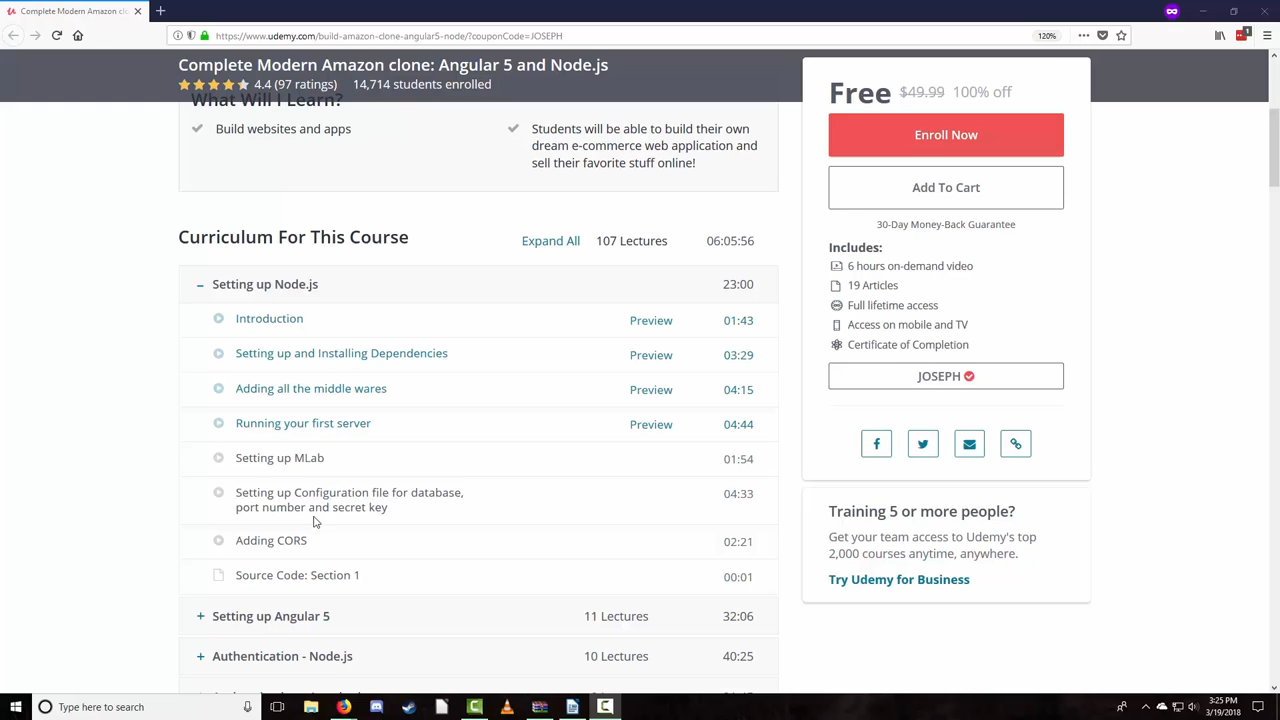 Complete Modern Amazon clo
https://www.udemy.com/build-amazon-clone-angular5-node/?couponCode=JOSEPH
120%
1
Complete Modern Amazon clone: Angular 5 and Node.js
4.4 (97 ratings) 14,714 students enrolled
What Will I Learn?
Build websites and apps
Students will be able to build their own
dream e-commerce web application and
sell their favorite stuff online!
Curriculum For This Course
Expand All 107 Lectures 06:05:56
Setting up Node.js 23:00
Introduction Preview 01:43
Setting up and Installing Dependencies Preview 03:29
Adding all the middle wares Preview 04:15
Running your first server Preview 04:44
Setting up MLab 01:54
Setting up Configuration file for database, 04:33
port number and secret key
Adding CORS 02:21
Source Code: Section 1 00:01
Setting up Angular 5 11 Lectures 32:06
Authentication - Node.js 10 Lectures 40:25
Free $49.99 100% off
Enroll Now
Add To Cart
30-Day Money-Back Guarantee
Includes:
6 hours on-demand video
19 Articles
Full lifetime access
Access on mobile and TV
Certificate of Completion
JOSEPH
Training 5 or more people?
Get your team access to Udemy's top
2,000 courses anytime, anywhere.
Try Udemy for Business
Type here to search
3:25 PM
3/19/2018